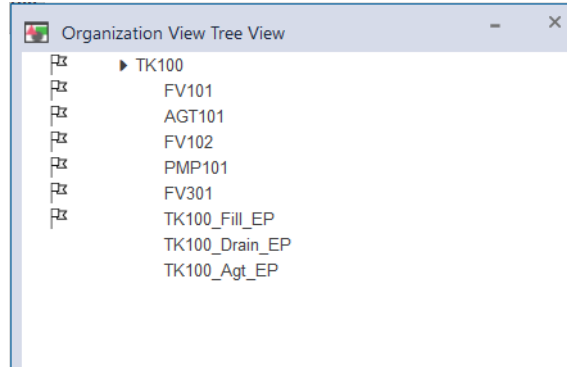 Organization View Tree View
TK100
FV101
AGT101
FV102
PMP101
FV301
TK100_Fill_EP
TK100_Drain_EP
TK100_Agt_EP